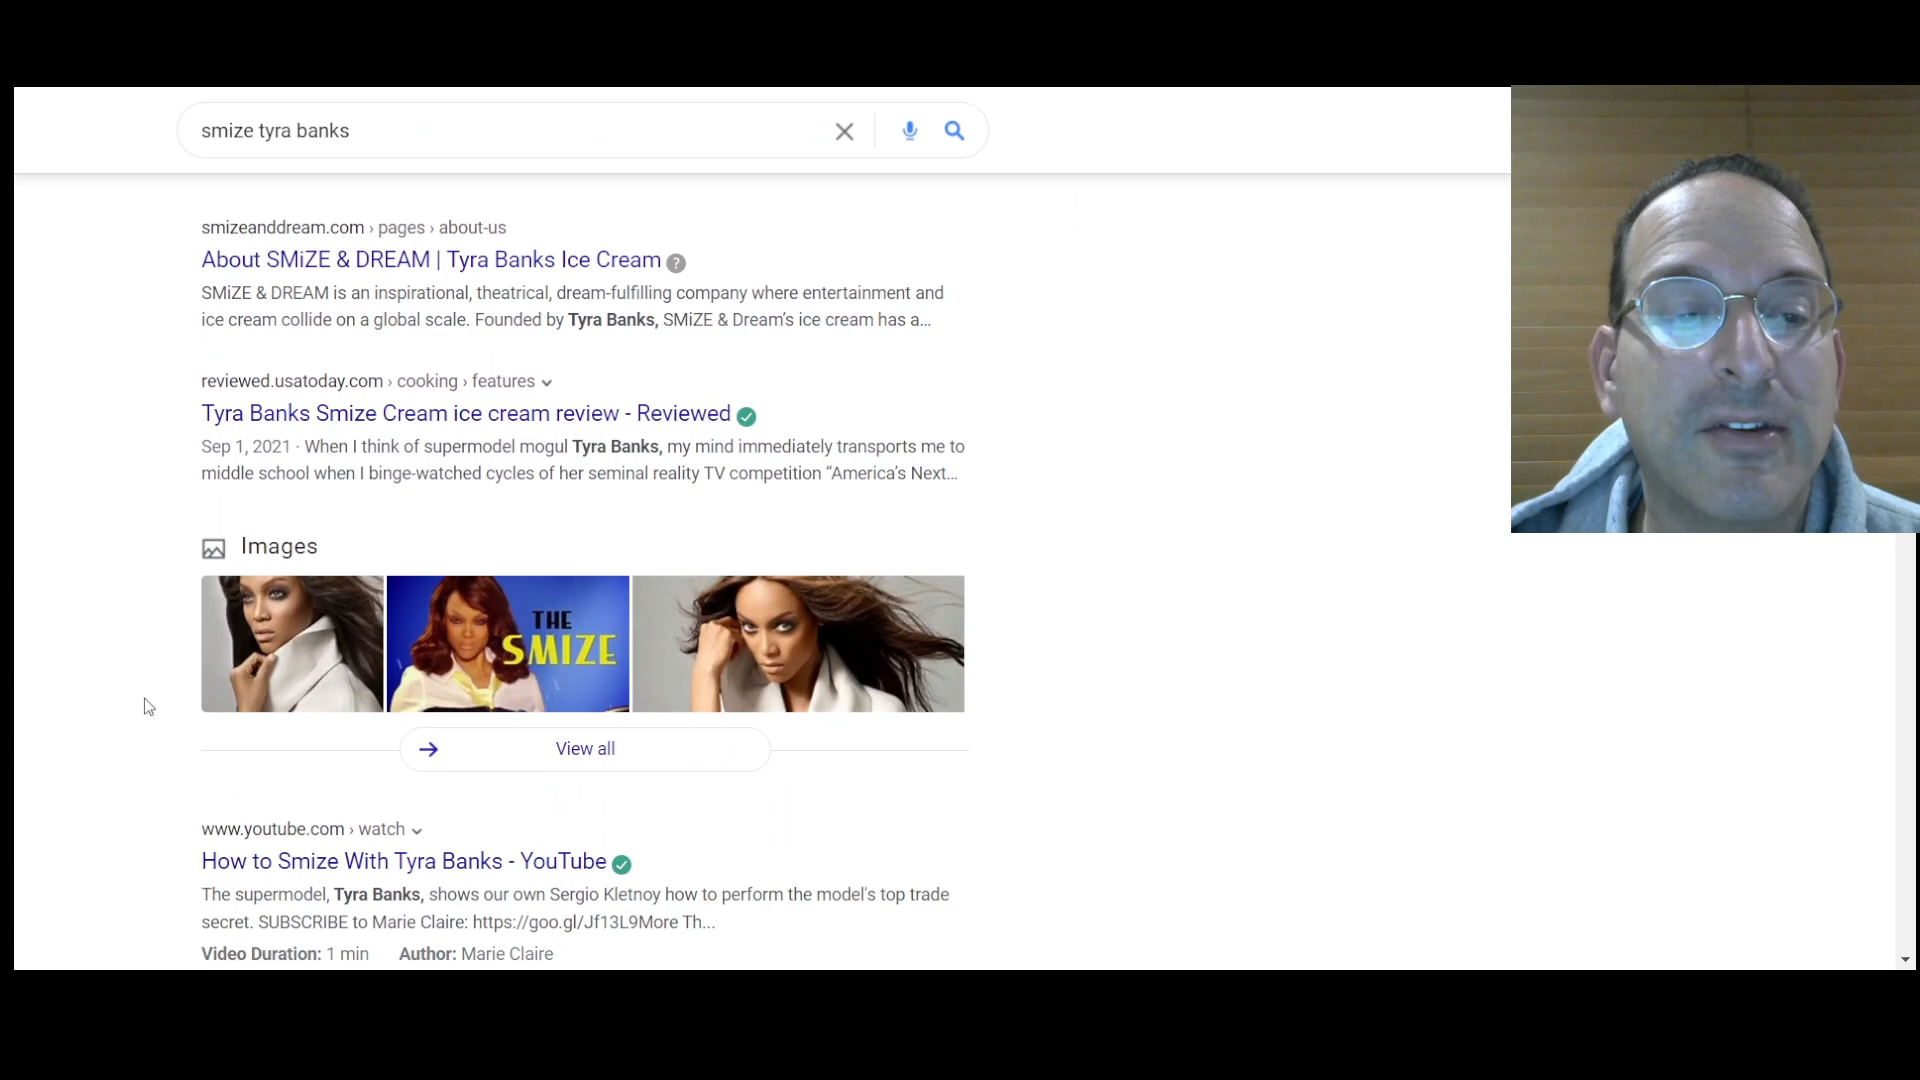 smize tyra banks
smizeanddream.com › pages › about-us
About SMiZE & DREAM | Tyra Banks Ice Cream ?
SMiZE & DREAM is an inspirational, theatrical, dream-fulfilling company where entertainment and
ice cream collide on a global scale. Founded by Tyra Banks, SMiZE & Dream’s ice cream has a...
reviewed.usatoday.com › cooking › features
Tyra Banks Smize Cream ice cream review - Reviewed
Sep 1, 2021 · When I think of supermodel mogul Tyra Banks, my mind immediately transports me to
middle school when I binge-watched cycles of her seminal reality TV competition “America’s Next...
Images
THE
SMIZE
View all
www.youtube.com › watch
How to Smize With Tyra Banks - YouTube
The supermodel, Tyra Banks, shows our own Sergio Kletnoy how to perform the model's top trade
secret. SUBSCRIBE to Marie Claire: https://goo.gl/Jf13L9More Th...
Video Duration: 1 min Author: Marie Claire